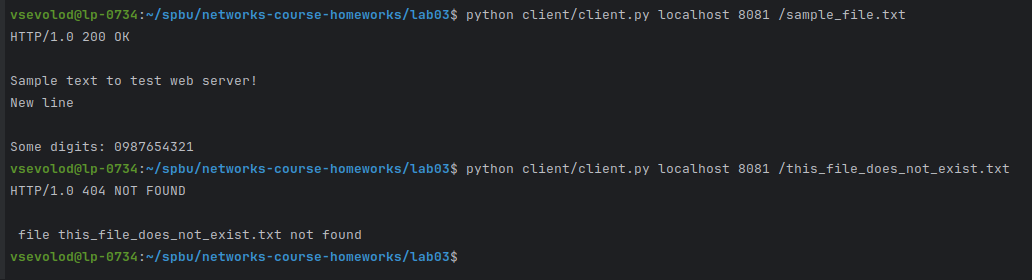 vsevolod@lp-0734:~/spbu/networks-course-homeworks/lab03$ python client/client.py localhost 8081 /sample_file.txt
HTTP/1.0 200 OK

Sample text to test web server!
New line

Some digits: 0987654321
vsevolod@lp-0734:~/spbu/networks-course-homeworks/lab03$ python client/client.py localhost 8081 /this_file_does_not_exist.txt
HTTP/1.0 404 NOT FOUND

 file this_file_does_not_exist.txt not found
vsevolod@lp-0734:~/spbu/networks-course-homeworks/lab03$